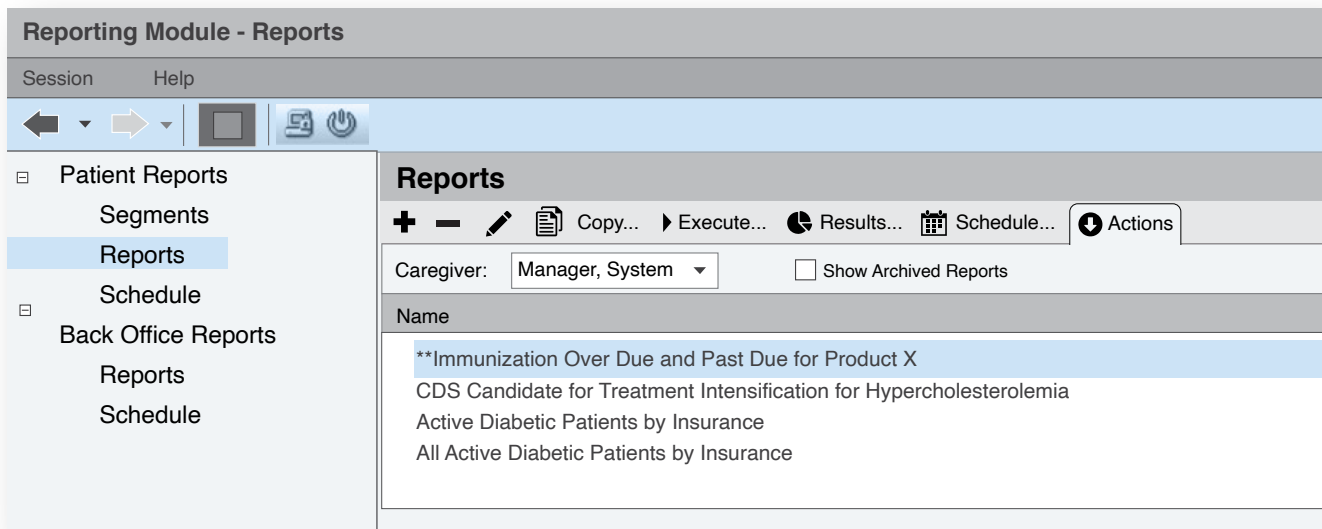 Reporting Module - Reports
Session Help
Patient Reports
Segments
Reports
Schedule
Back Office Reports
Reports
Schedule
Reports
Copy... Execute... Results... Schedule... Actions
Caregiver: Manager, System Show Archived Reports
Name
**Immunization Over Due and Past Due for Product X
CDS Candidate for Treatment Intensification for Hypercholesterolemia
Active Diabetic Patients by Insurance
All Active Diabetic Patients by Insurance